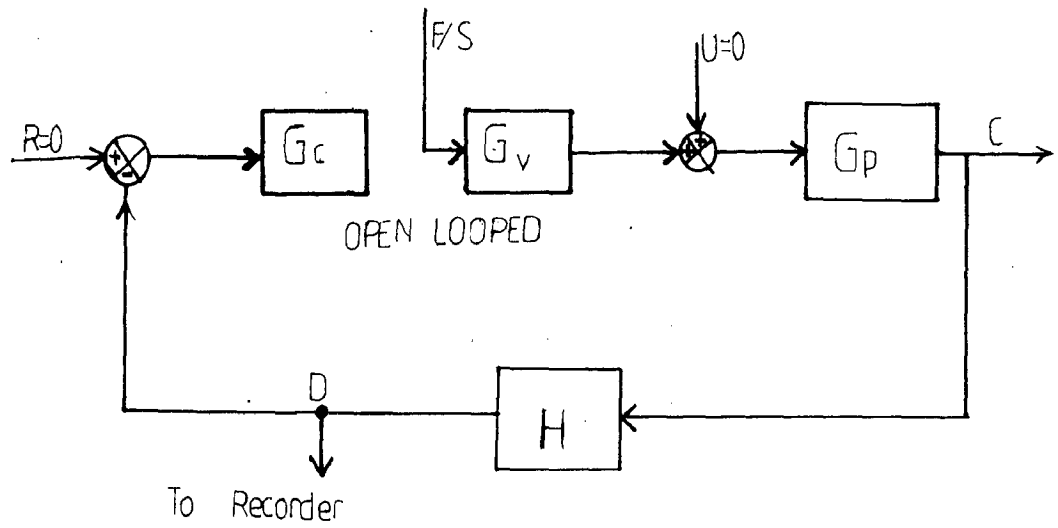 F/S
U=0
R=0
+
-
Gc
Gv
+
+
Gp
C
OPEN LOOPED
D
H
To Recorder